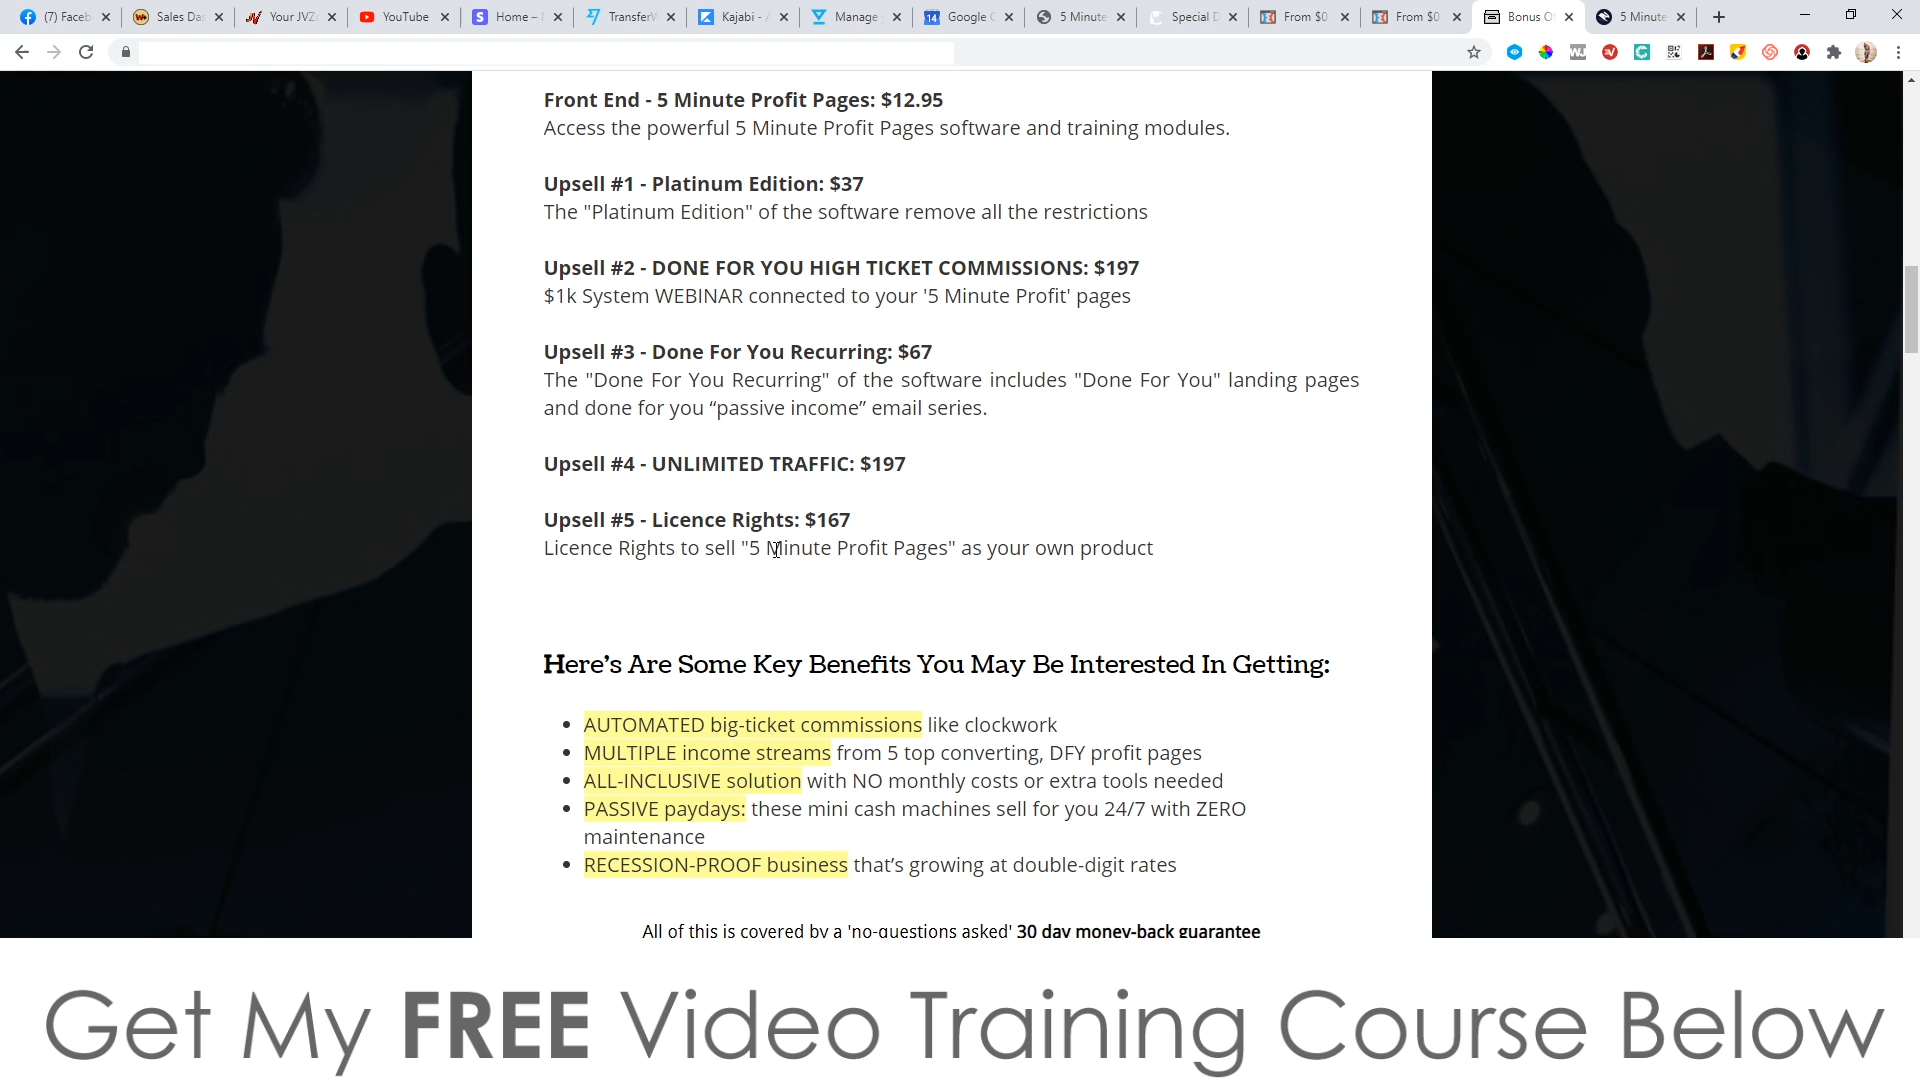 (7) Faceb
Sales Das
Your JVZ
YouTube
Home –
TransferW
Kajabi -
Manage
Google C
5 Minute
Special D
From $0
From $0
Bonus O
5 Minute
Front End - 5 Minute Profit Pages: $12.95
Access the powerful 5 Minute Profit Pages software and training modules.
Upsell #1 - Platinum Edition: $37
The "Platinum Edition" of the software remove all the restrictions
Upsell #2 - DONE FOR YOU HIGH TICKET COMMISSIONS: $197
$1k System WEBINAR connected to your '5 Minute Profit' pages
Upsell #3 - Done For You Recurring: $67
The "Done For You Recurring" of the software includes "Done For You" landing pages
and done for you “passive income” email series.
Upsell #4 - UNLIMITED TRAFFIC: $197
Upsell #5 - Licence Rights: $167
Licence Rights to sell "5 Minute Profit Pages" as your own product
Here’s Are Some Key Benefits You May Be Interested In Getting:
• AUTOMATED big-ticket commissions like clockwork
• MULTIPLE income streams from 5 top converting, DFY profit pages
• ALL-INCLUSIVE solution with NO monthly costs or extra tools needed
• PASSIVE paydays: these mini cash machines sell for you 24/7 with ZERO
maintenance
• RECESSION-PROOF business that’s growing at double-digit rates
All of this is covered by a 'no-questions asked' 30 day money-back guarantee
Get My FREE Video Training Course Below